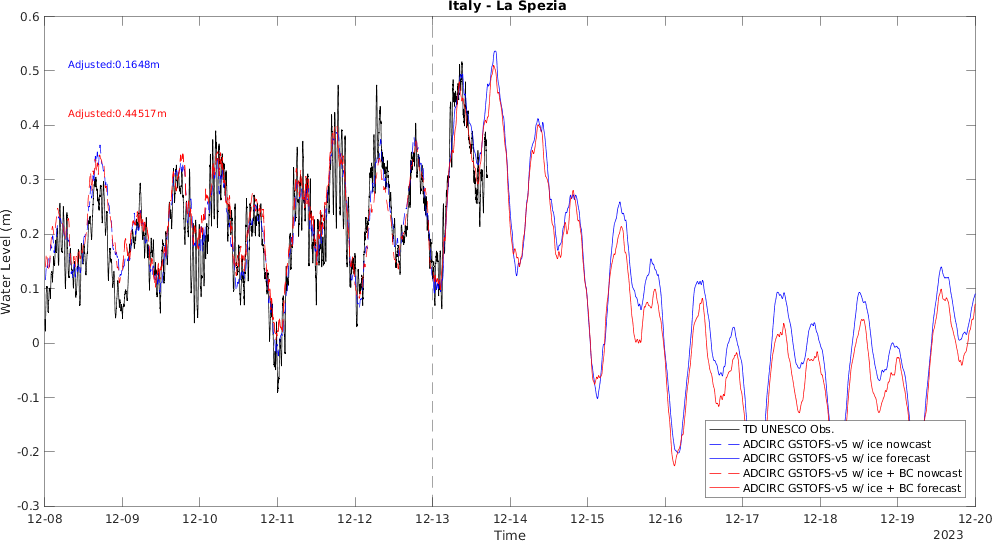 Italy - La Spezia
Adjusted:0.1648m
Adjusted:0.44517m
Water Level (m)
0.6
0.5
0.4
0.3
0.2
0.1
0
-0.1
-0.2
-0.3
TD UNESCO Obs.
ADCIRC GSTOFS-v5 w/ ice nowcast
ADCIRC GSTOFS-v5 w/ ice forecast
ADCIRC GSTOFS-v5 w/ ice + BC nowcast
ADCIRC GSTOFS-v5 w/ ice + BC forecast
12-08 12-09 12-10 12-11 12-12 12-13 12-14 12-15 12-16 12-17 12-18 12-19 12-20
Time
2023